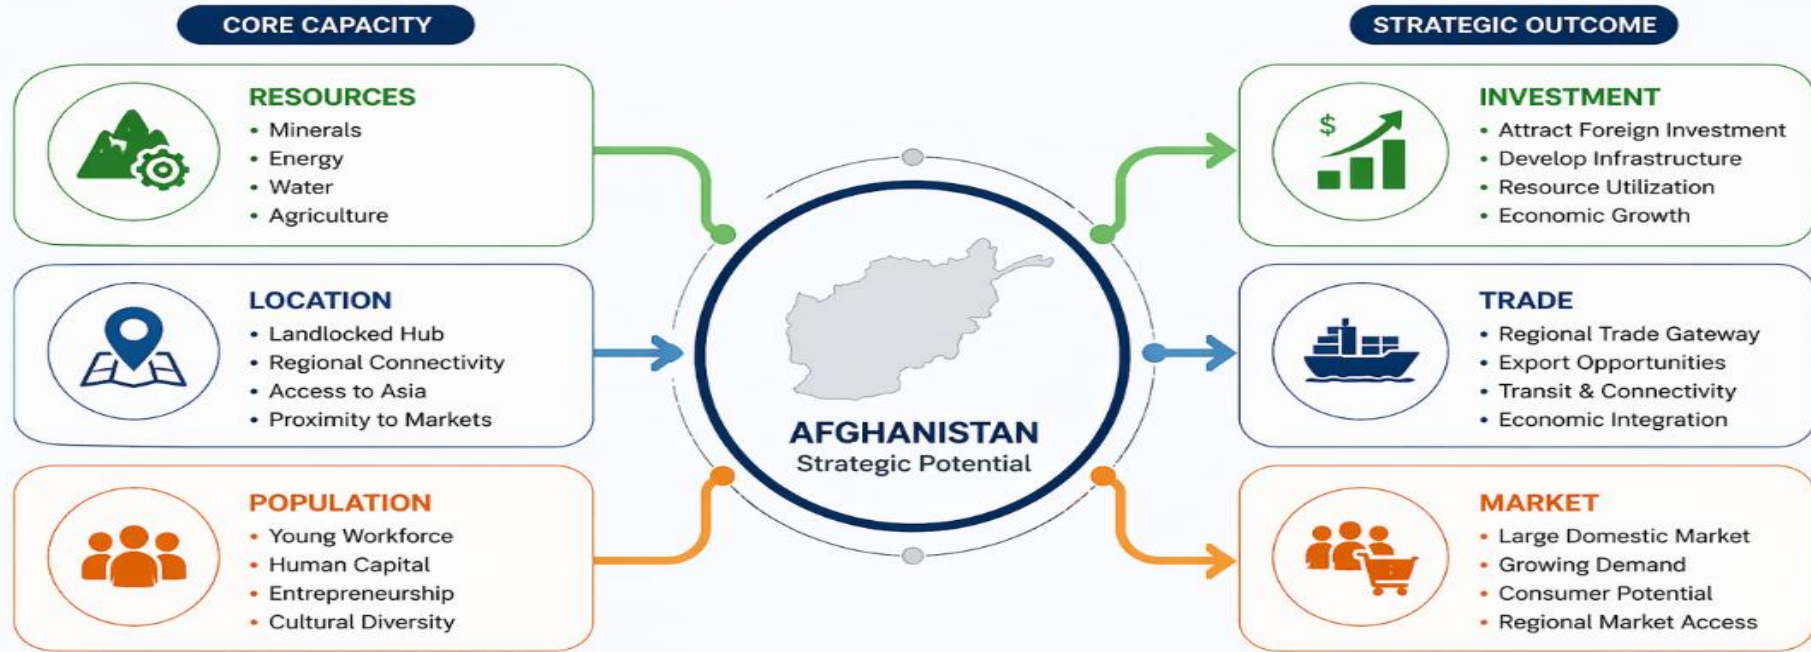 CORE CAPACITY
RESOURCES
• Minerals
• Energy
• Water
• Agriculture
LOCATION
• Landlocked Hub
• Regional Connectivity
• Access to Asia
• Proximity to Markets
POPULATION
• Young Workforce
• Human Capital
• Entrepreneurship
• Cultural Diversity
AFGHANISTAN
Strategic Potential
STRATEGIC OUTCOME
$
INVESTMENT
• Attract Foreign Investment
• Develop Infrastructure
• Resource Utilization
• Economic Growth
TRADE
• Regional Trade Gateway
• Export Opportunities
• Transit & Connectivity
• Economic Integration
MARKET
• Large Domestic Market
• Growing Demand
• Consumer Potential
• Regional Market Access